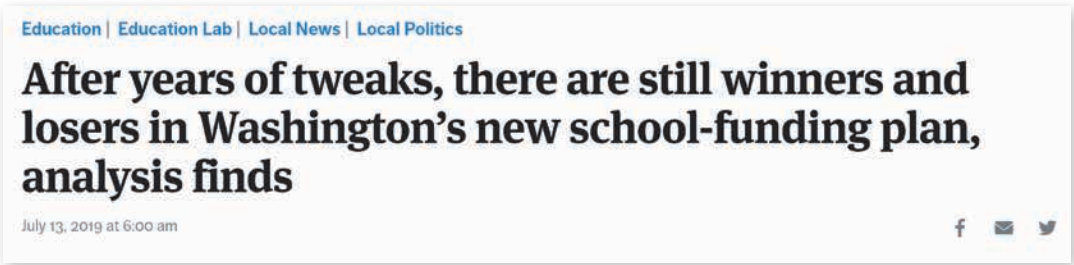 Education | Education Lab | Local News | Local Politics
After years of tweaks, there are still winners and
losers in Washington’s new school-funding plan,
analysis finds
July 13, 2019 at 6:00 am